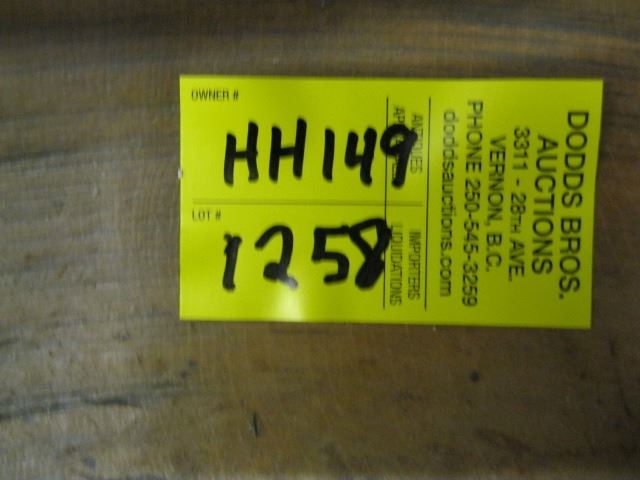 DODDS BROS.
AUCTIONS
3311 - 28TH AVE.
VERNON, B.C.
PHONE 250-545-3259
doddsauctions.com
ANTIQUES IMPORTERS
LIQUIDATIONS
OWNER #
HH149
LOT #
1258